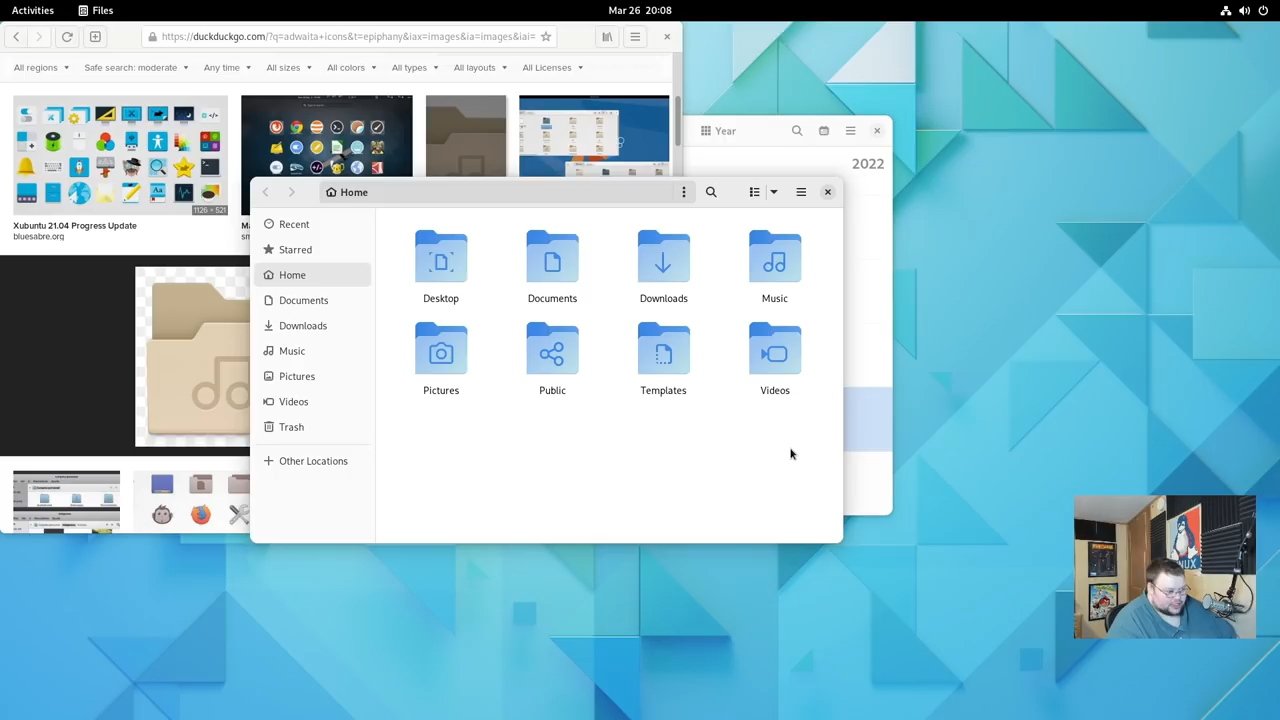 Activities
Files
Mar 26 20:08
https://duckduckgo.com/?q=adwaita+icons&t=epiphany&iax=images&ia=images&iai=
All regions
Safe search: moderate
Any time
All sizes
All colors
All types
All layouts
All Licenses
1126 × 521
Xubuntu 21.04 Progress Update
bluesabre.org
Year
2022
Home
Recent
Starred
Home
Documents
Downloads
Music
Pictures
Videos
Trash
Other Locations
Desktop
Documents
Downloads
Music
Pictures
Public
Templates
Videos